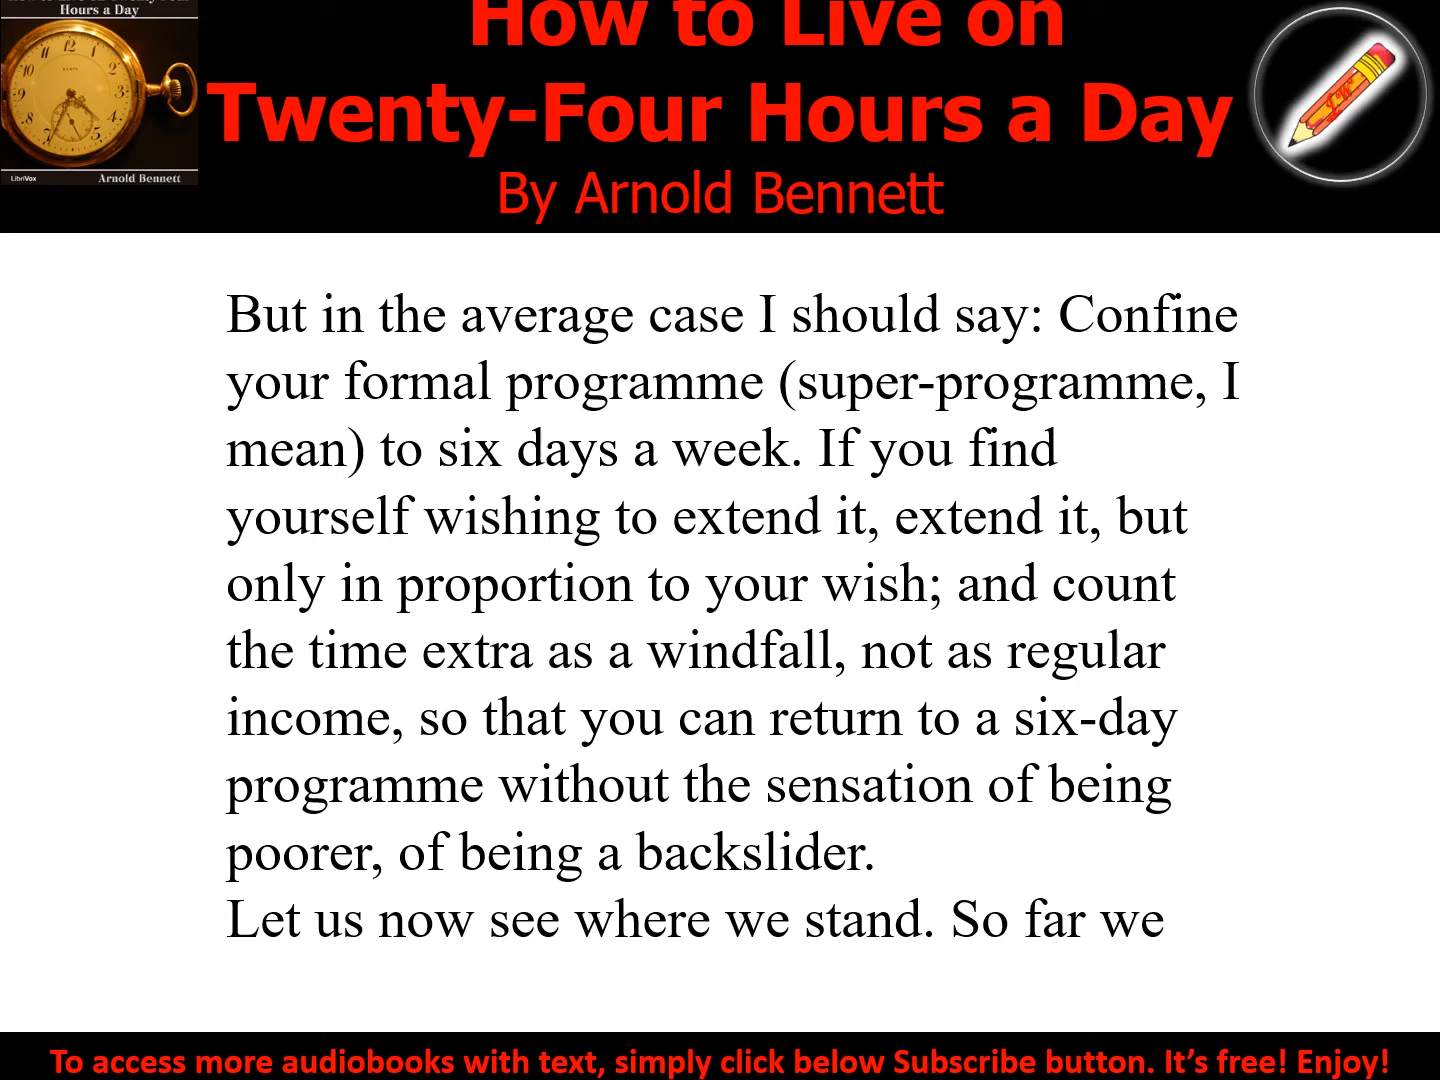 Hours a Day
How to Live on
Twenty-Four Hours a Day
By Arnold Bennett
LibriVox
Arnold Bennett
But in the average case I should say: Confine
your formal programme (super-programme, I
mean) to six days a week. If you find
yourself wishing to extend it, extend it, but
only in proportion to your wish; and count
the time extra as a windfall, not as regular
income, so that you can return to a six-day
programme without the sensation of being
poorer, of being a backslider.
Let us now see where we stand. So far we
To access more audiobooks with text, simply click below Subscribe button. It’s free! Enjoy!